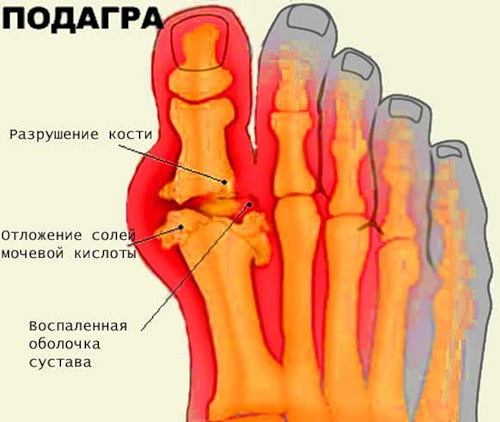 ПОДАГРА
Разрушение кости
Отложение солей
мочевой кислоты
Воспаленная
оболочка
сустава